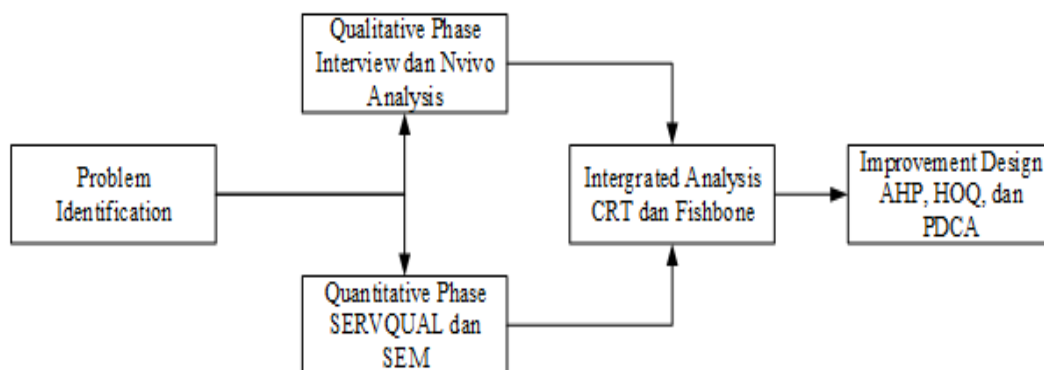 Qualitative Phase
Interview dan Nvivo
Analysis
Problem
Identification
Intergrated Analysis
CRT dan Fishbone
Improvement Design
AHP, HOQ, dan
PDCA
Quantitative Phase
SERVQUAL dan
SEM